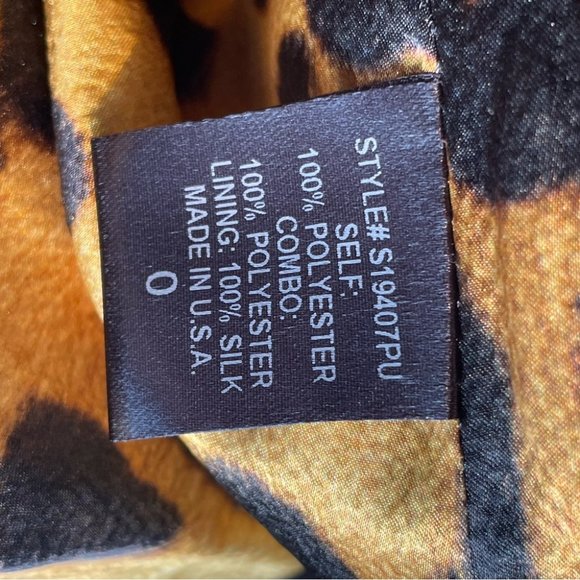 STYLE# S19407PU
SELF:
100% POLYESTER
COMBO:
100% POLYESTER
LINING: 100% SILK
MADE IN U.S.A.
0